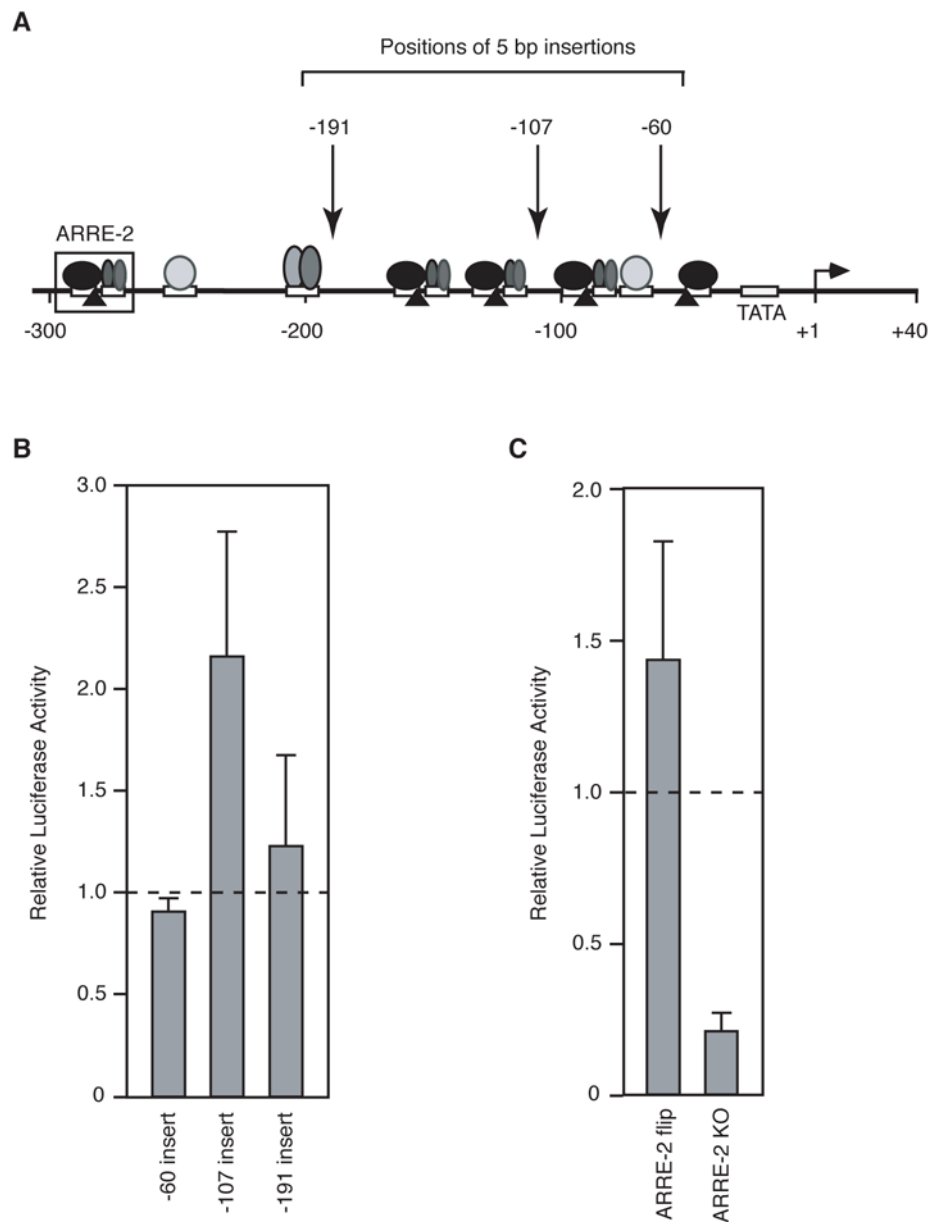 A
Positions of 5 bp insertions
-191 -107 -60
ARRE-2
TATA
-300 -200 -100 +1 +40
B
Relative Luciferase Activity
3.0
2.5
2.0
1.5
1.0
0.5
0
-60 insert
-107 insert
-191 insert
C
Relative Luciferase Activity
2.0
1.5
1.0
0.5
0
ARRE-2 flip
ARRE-2 KO